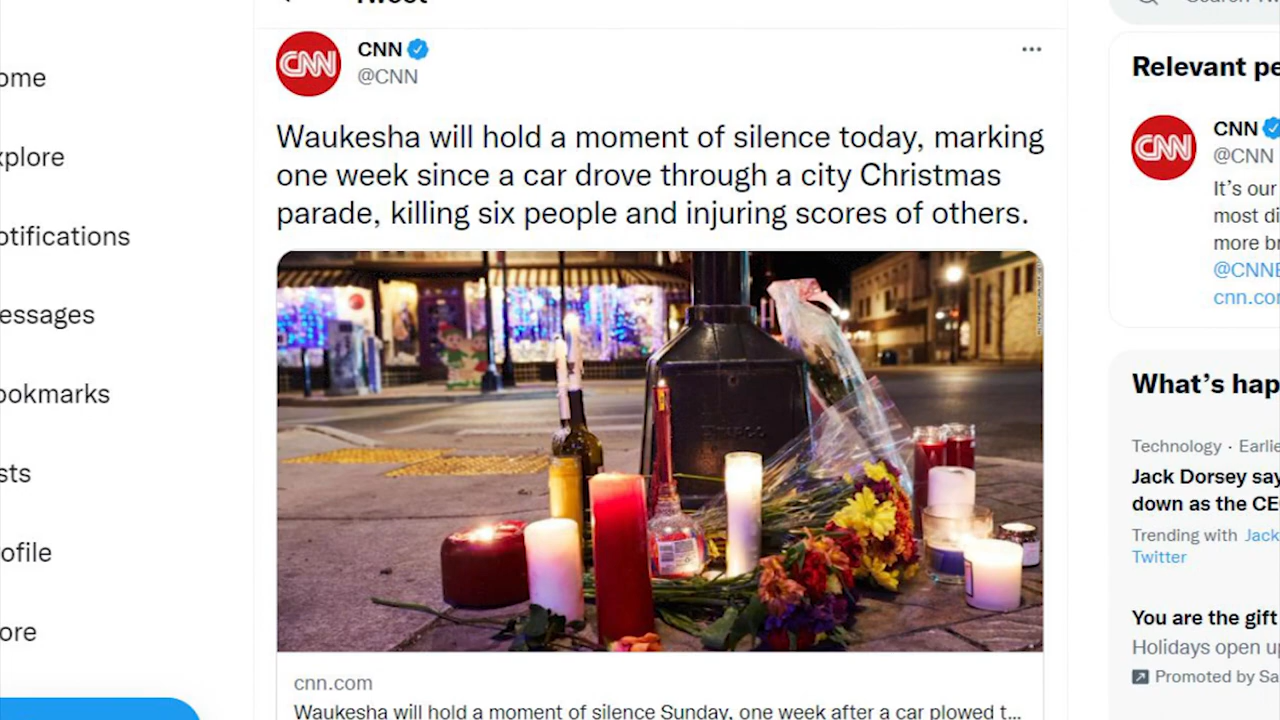 Tweet
CNN
@CNN
Waukesha will hold a moment of silence today, marking
one week since a car drove through a city Christmas
parade, killing six people and injuring scores of others.
cnn.com
Waukesha will hold a moment of silence Sunday, one week after a car plowed t...
ome
xplore
otifications
essages
ookmarks
sts
ofile
ore
Relevant pe
CNN
CNN
@CNN
It's our
most di
more br
@CNNE
cnn.co
What's hap
Technology · Earlie
Jack Dorsey say
down as the CE
Trending with Jack
Twitter
You are the gift
Holidays open up
Promoted by Sa